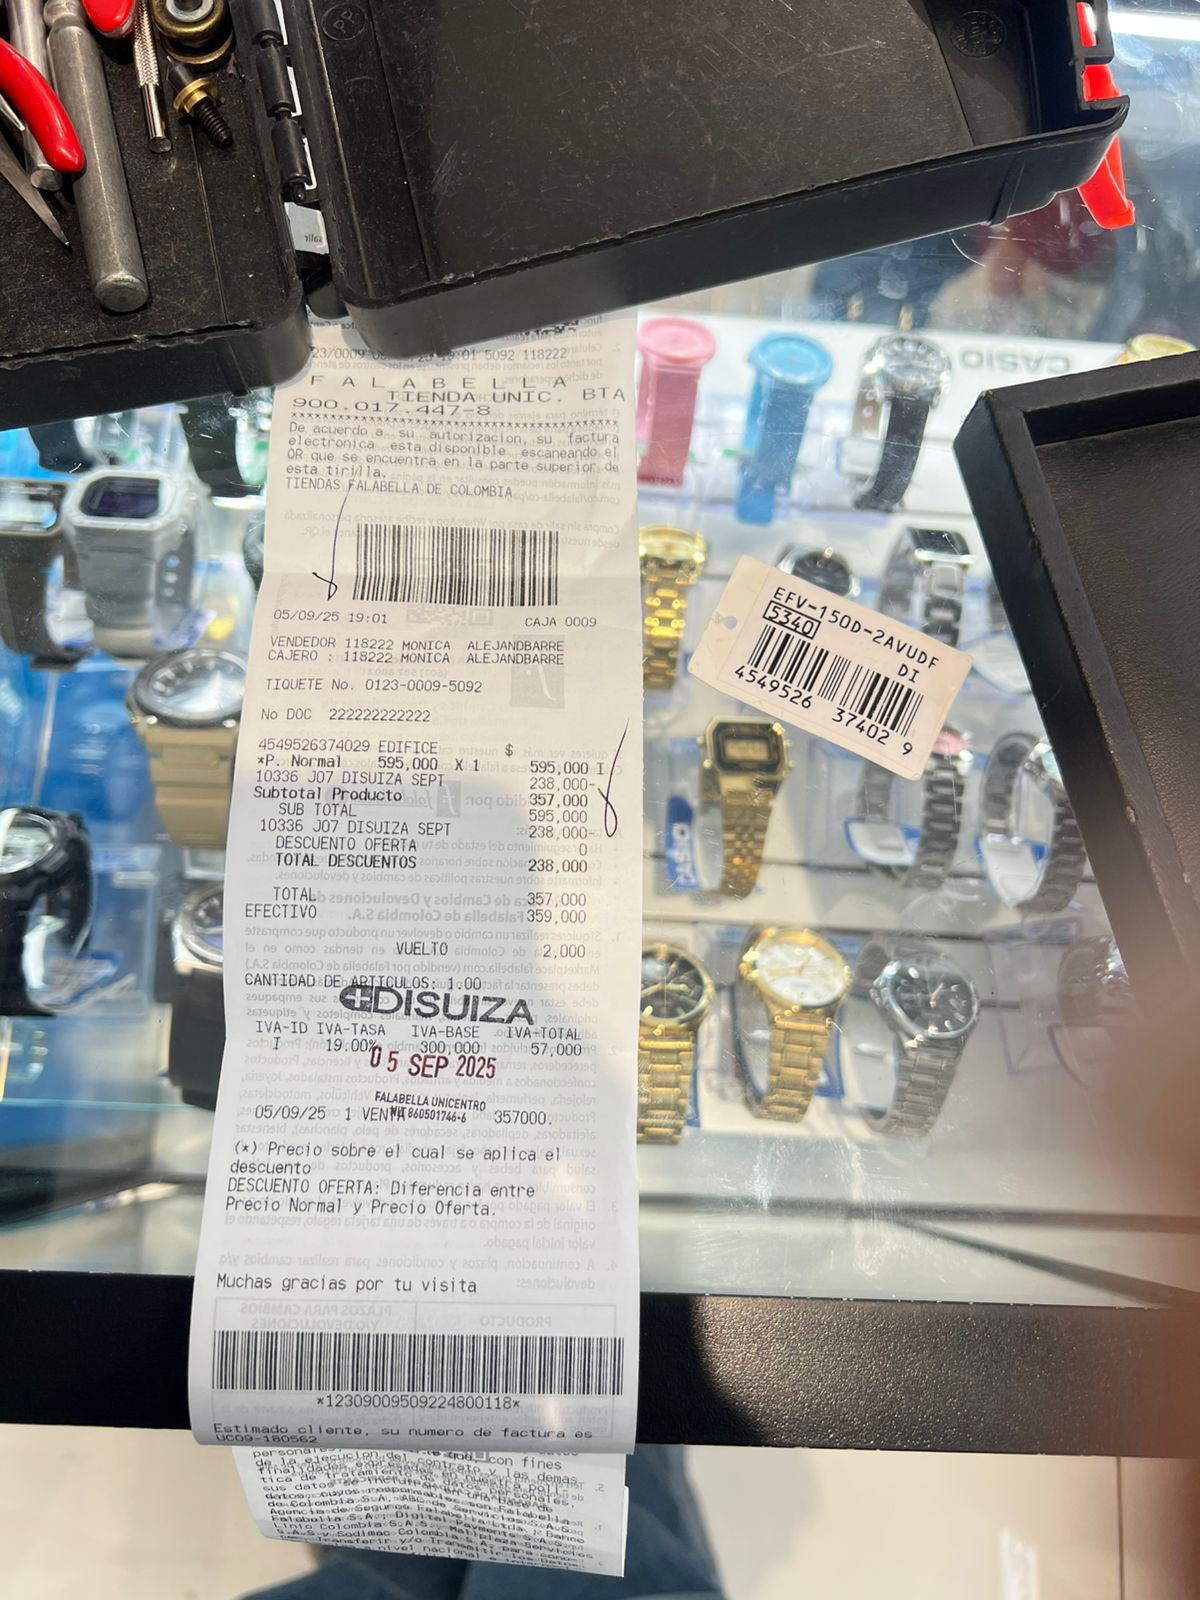 5092 118222
FALABELLA
TIENDA UNIC. BTA
900.017.447-8
De acuerdo a su autorizacion, su factura
electronica esta disponible escaneando el
QR que se encuentra en la parte superior de
esta tirilla.
TIENDAS FALABELLA DE COLOMBIA
05/09/25 19:01 CAJA 0009
VENDEDOR 118222 MONICA ALEJANDBARRE
CAJERO : 118222 MONICA ALEJANDBARRE
TIQUETE No. 0123-0009-5092
No DOC 222222222222
4549526374029 EDIFICE $
*P. Normal 595,000 X 1 595,000 I
10336 J07 DISUIZA SEPT 238,000-
Subtotal Producto 357,000
SUB TOTAL 595,000
10336 J07 DISUIZA SEPT 238,000-
DESCUENTO OFERTA 0
TOTAL DESCUENTOS 238,000
TOTAL 357,000
EFECTIVO 359,000
VUELTO 2,000
CANTIDAD DE ARTICULOS: 1.00
DISUIZA
IVA-ID IVA-TASA IVA-BASE IVA-TOTAL
I 19.00% 300,000 57,000
05 SEP 2025
FALABELLA UNICENTRO
NIT 860501746-6
05/09/25 1 VENTA 357000.
(*) Precio sobre el cual se aplica el
descuento
DESCUENTO OFERTA: Diferencia entre
Precio Normal y Precio Oferta.
Muchas gracias por tu visita
*12309009509224800118*
Estimado cliente, su numero de factura es
UC09-180562
EFV-150D-2AVUDF
5340
DI
4549526 37402 9
CASIO
CASIO